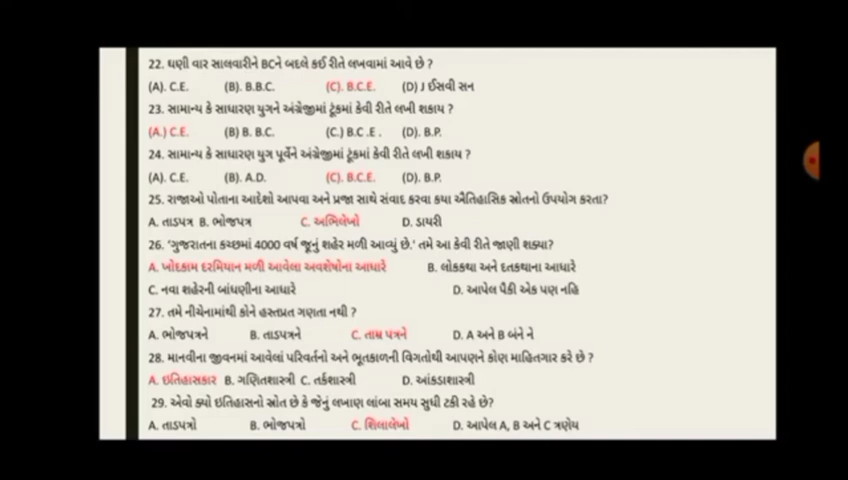 22. ઘણી વાર સાલવારીને BCને બદલે કઈ રીતે લખવામાં આવે છે ?
(A). C.E. (B). B.B.C. (C). B.C.E. (D) J ઈસવી સન
23. સામાન્ય કે સાધારણ યુગને અંગ્રેજીમાં ટૂંકમાં કેવી રીતે લખી શકાય ?
(A.) C.E. (B) B. B.C. (C.) B.C .E . (D). B.P.
24. સામાન્ય કે સાધારણ યુગ પૂર્વેને અંગ્રેજીમાં ટૂંકમાં કેવી રીતે લખી શકાય ?
(A). C.E. (B). A.D. (C). B.C.E. (D). B.P.
25. રાજાઓ પોતાના આદેશો આપવા અને પ્રજા સાથે સંવાદ કરવા કયા ઐતિહાસિક સ્રોતનો ઉપયોગ કરતા?
A. તાડપત્ર B. ભોજપત્ર C. અભિલેખો D. ડાયરી
26. 'ગુજરાતના કચ્છમાં 4000 વર્ષ જૂનું શહેર મળી આવ્યું છે.' તમે આ કેવી રીતે જાણી શક્યા?
A. ખોદકામ દરમિયાન મળી આવેલા અવશેષોના આધારે B. લોકકથા અને દતકથાના આધારે
C. નવા શહેરની બાંધણીના આધારે D. આપેલ પૈકી એક પણ નહિ
27. તમે નીચેનામાંથી કોને હસ્તપ્રત ગણતા નથી ?
A. ભોજપત્રને B. તાડપત્રને C. તામ્ર પત્રને D. A અને B બંને ને
28. માનવીના જીવનમાં આવેલાં પરિવર્તનો અને ભૂતકાળની વિગતોથી આપણને કોણ માહિતગાર કરે છે ?
A. ઇતિહાસકાર B. ગણિતશાસ્ત્રી C. તર્કશાસ્ત્રી D. આંકડાશાસ્ત્રી
29. એવો ક્યો ઇતિહાસનો સ્રોત છે કે જેનું લખાણ લાંબા સમય સુધી ટકી રહે છે?
A. તાડપત્રો B. ભોજપત્રો C. શિલાલેખો D. આપેલ A, B અને C ત્રણેય